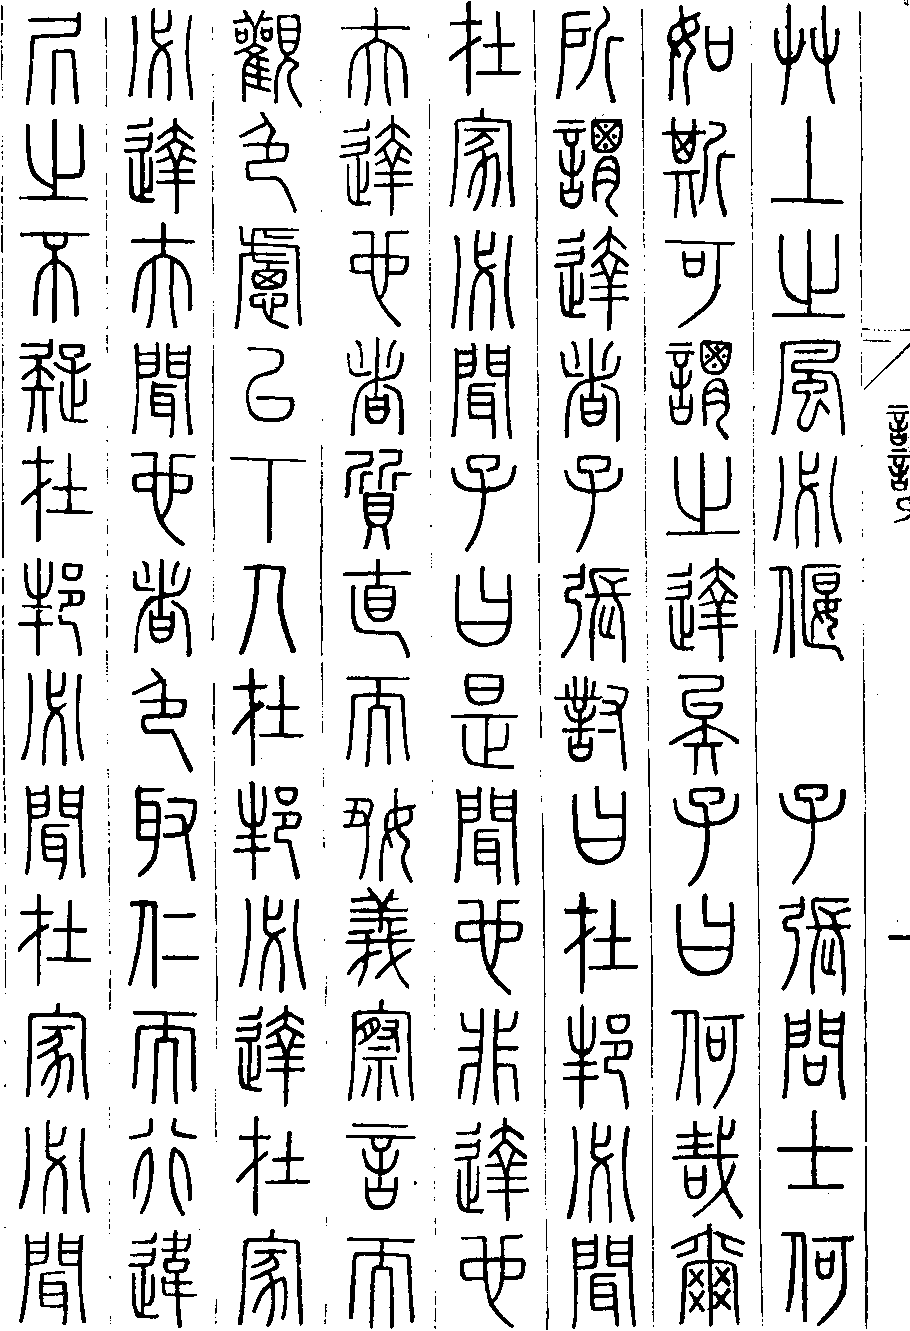 艸上之風必偃　子張問士何
如斯可謂之達矣子曰何哉爾
所謂達者子張對曰在邦必聞
在家必聞子曰是聞也非達也
夫達也者質直而好義察言而
觀色慮以下人在邦必達在家
必達夫聞也者色取仁而行違
居之不疑在邦必聞在家必聞